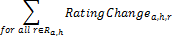 ∑ RatingChange_{a,h,r}
for all r∈R_{a,h}